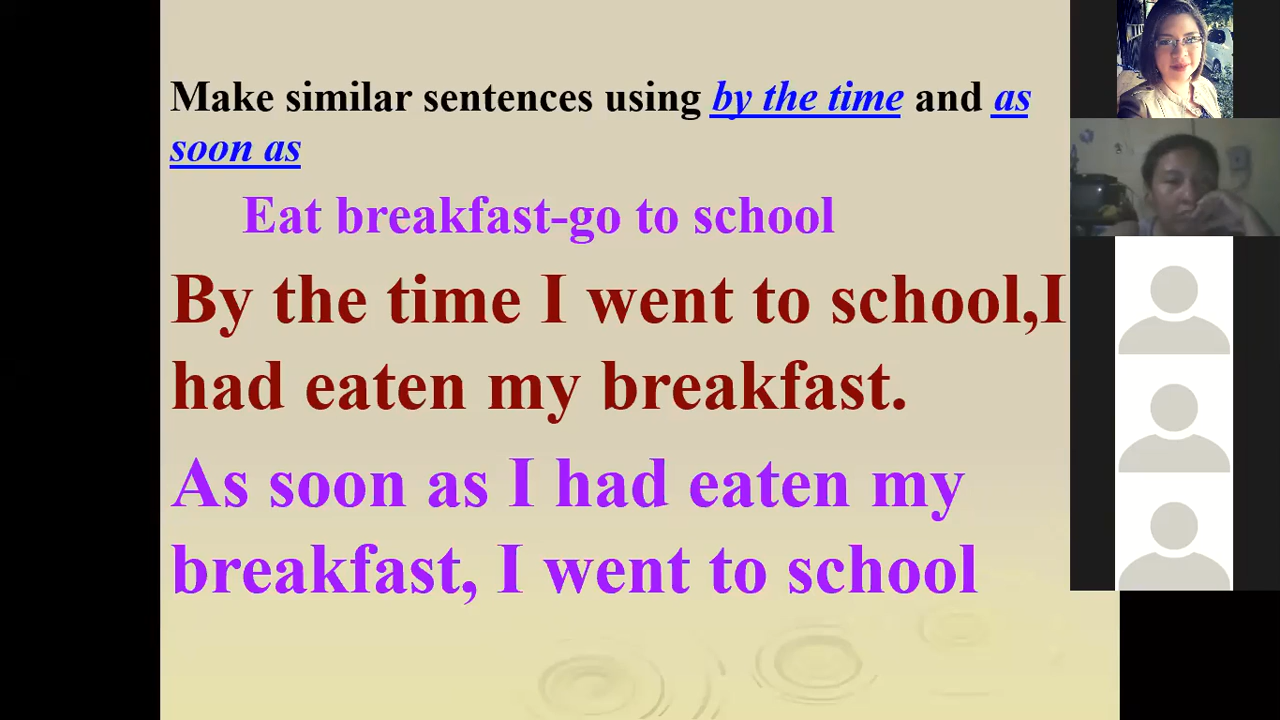 Make similar sentences using by the time and as
soon as
Eat breakfast-go to school
By the time I went to school,I
had eaten my breakfast.
As soon as I had eaten my
breakfast, I went to school